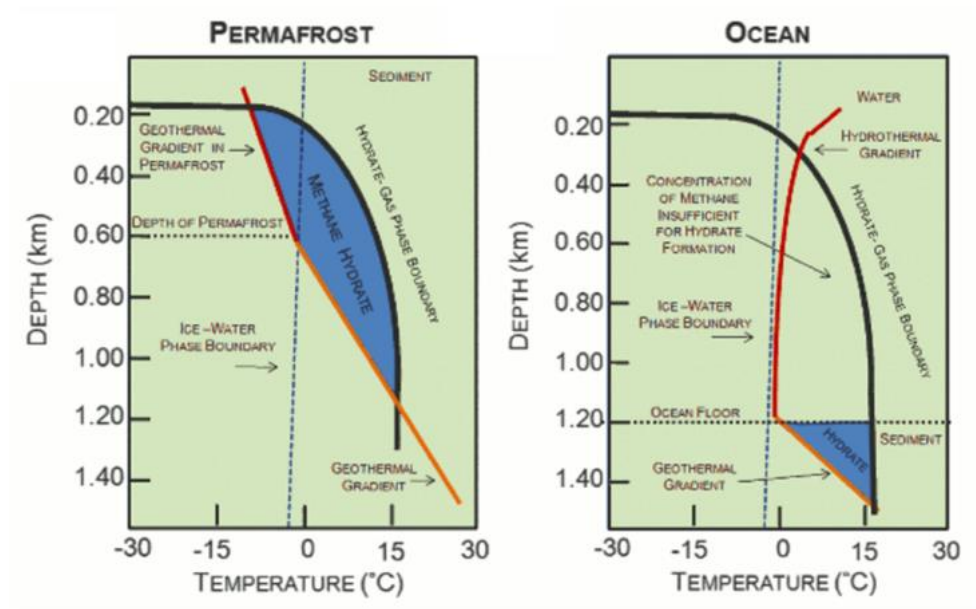 PERMAFROST
SEDIMENT
0.20
GEOTHERMAL
GRADIENT IN
PERMAFROST
HYDRATE- GAS PHASE BOUNDARY
METHANE HYDRATE
0.40
DEPTH OF PERMAFROST
0.60
DEPTH (km)
0.80
ICE –WATER
PHASE BOUNDARY
1.00
1.20
GEOTHERMAL
GRADIENT
1.40
-30 -15 0 15 30
TEMPERATURE (°C)
OCEAN
WATER
0.20
HYDROTHERMAL
GRADIENT
CONCENTRATION
OF METHANE
INSUFFICIENT
FOR HYDRATE
FORMATION
HYDRATE- GAS PHASE BOUNDARY
0.40
0.60
DEPTH (km)
0.80
ICE –WATER
PHASE BOUNDARY
1.00
OCEAN FLOOR
1.20
HYDRATE
SEDIMENT
GEOTHERMAL
GRADIENT
1.40
-30 -15 0 15 30
TEMPERATURE (°C)